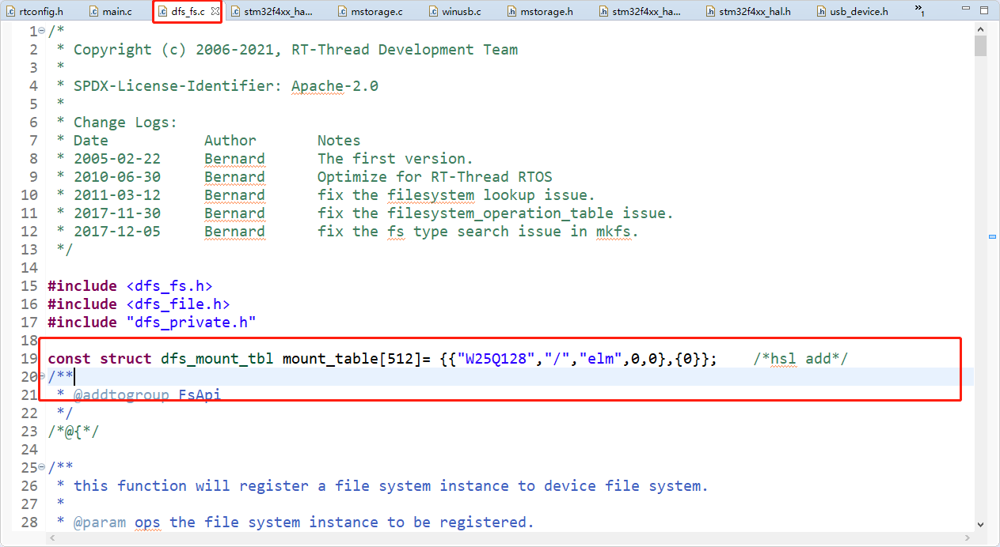 rtconfig.h main.c dfs_fs.c stm32f4xx_ha... mstorage.c winusb.c mstorage.h stm32f4xx_ha... stm32f4xx_hal.h usb_device.h »1
1 /*
2  * Copyright (c) 2006-2021, RT-Thread Development Team
3  *
4  * SPDX-License-Identifier: Apache-2.0
5  *
6  * Change Logs:
7  * Date           Author       Notes
8  * 2005-02-22     Bernard      The first version.
9  * 2010-06-30     Bernard      Optimize for RT-Thread RTOS
10  * 2011-03-12     Bernard      fix the filesystem lookup issue.
11  * 2017-11-30     Bernard      fix the filesystem_operation_table issue.
12  * 2017-12-05     Bernard      fix the fs type search issue in mkfs.
13  */
14
15 #include <dfs_fs.h>
16 #include <dfs_file.h>
17 #include "dfs_private.h"
18
19 const struct dfs_mount_tbl mount_table[512]= {{"W25Q128","/","elm",0,0},{0}};    /*hsl add*/
20 /**
21  * @addtogroup FsApi
22  */
23 /*@{*/
24
25 /**
26  * this function will register a file system instance to device file system.
27  *
28  * @param ops the file system instance to be registered.